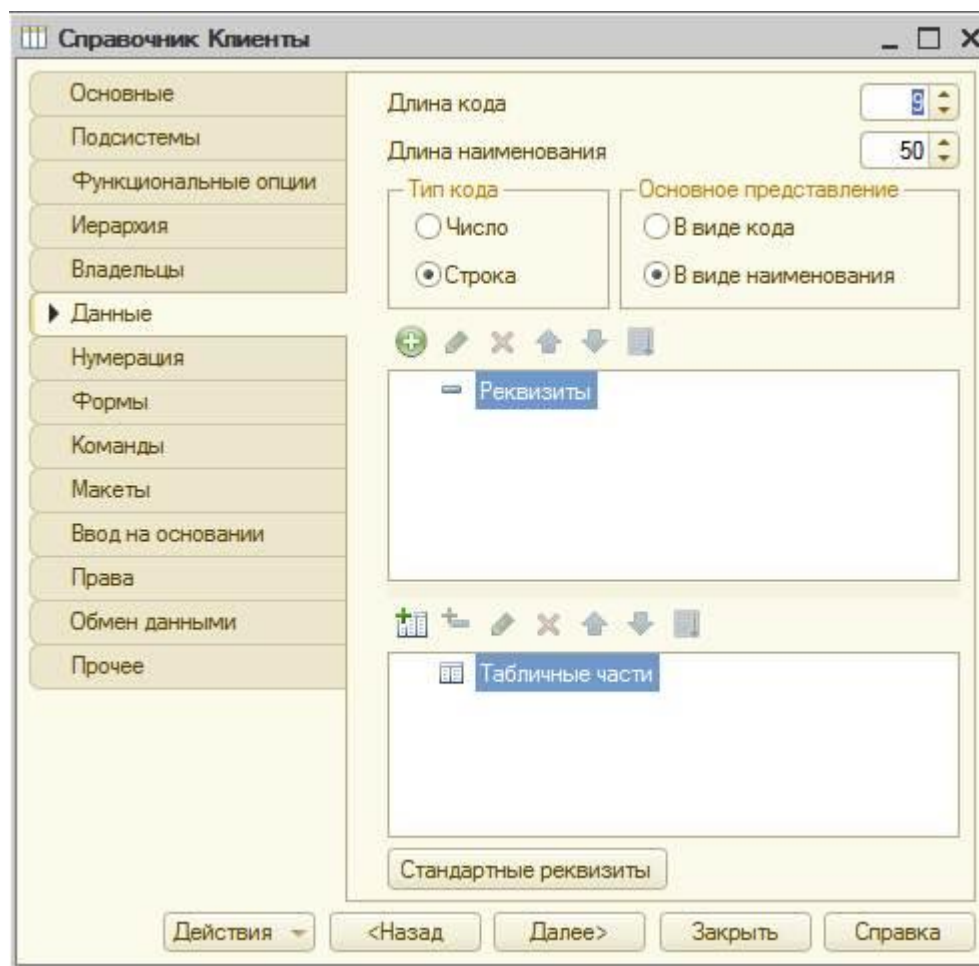 Справочник Клиенты
Основные
Подсистемы
Функциональные опции
Иерархия
Владельцы
Данные
Нумерация
Формы
Команды
Макеты
Ввод на основании
Права
Обмен данными
Прочее
Длина кода 9
Длина наименования 50
Тип кода Основное представление
Число В виде кода
Строка В виде наименования
Реквизиты
Табличные части
Стандартные реквизиты
Действия <Назад Далее> Закрыть Справка